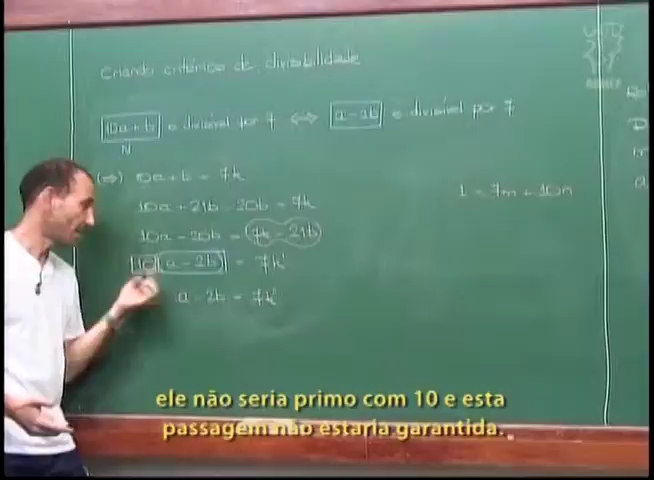 Criando critérios de divisibilidade
10a+b é divisível por 7 ⟺ a-2b é divisível por 7
N
(⇒) 10a+b = 7k
10a+21b-20b = 7k
1 = 7m+10n
10a-20b = 7k-21b
10(a-2b) = 7k'
a-2b = 7k''
ele não seria primo com 10 e esta
passagem não estaria garantida.